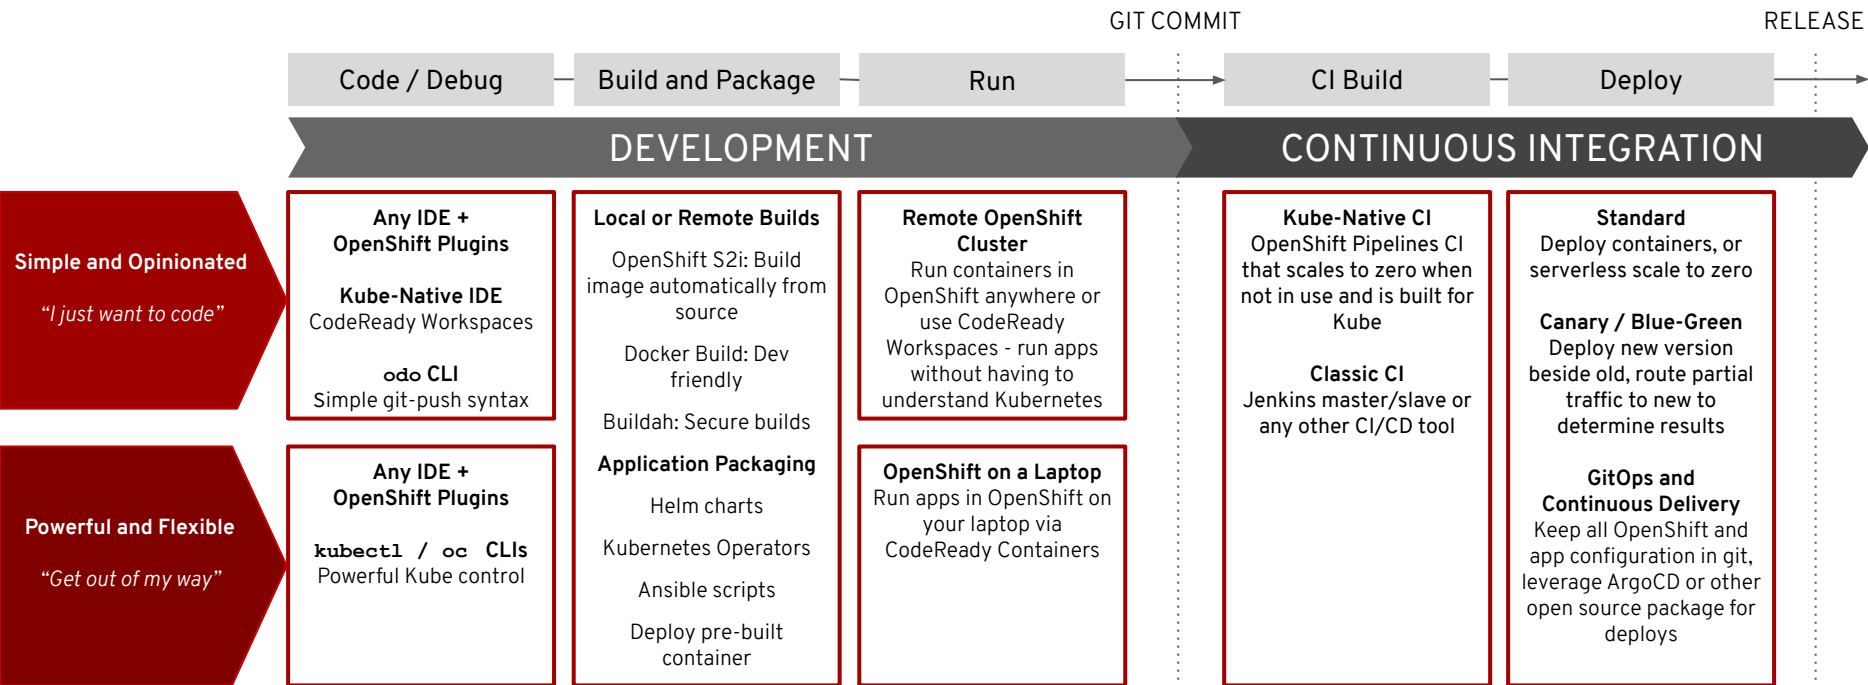 GIT COMMIT
RELEASE
Code / Debug
Build and Package
Run
CI Build
Deploy
DEVELOPMENT
CONTINUOUS INTEGRATION
Simple and Opinionated
“I just want to code”
Any IDE +
OpenShift Plugins
Kube-Native IDE
CodeReady Workspaces
odo CLI
Simple git-push syntax
Local or Remote Builds
OpenShift S2i: Build
image automatically from
source
Docker Build: Dev
friendly
Buildah: Secure builds
Application Packaging
Helm charts
Kubernetes Operators
Ansible scripts
Deploy pre-built
container
Remote OpenShift
Cluster
Run containers in
OpenShift anywhere or
use CodeReady
Workspaces - run apps
without having to
understand Kubernetes
Kube-Native CI
OpenShift Pipelines CI
that scales to zero when
not in use and is built for
Kube
Classic CI
Jenkins master/slave or
any other CI/CD tool
Standard
Deploy containers, or
serverless scale to zero
Canary / Blue-Green
Deploy new version
beside old, route partial
traffic to new to
determine results
GitOps and
Continuous Delivery
Keep all OpenShift and
app configuration in git,
leverage ArgoCD or other
open source package for
deploys
Powerful and Flexible
“Get out of my way”
Any IDE +
OpenShift Plugins
kubectl / oc CLIs
Powerful Kube control
OpenShift on a Laptop
Run apps in OpenShift on
your laptop via
CodeReady Containers